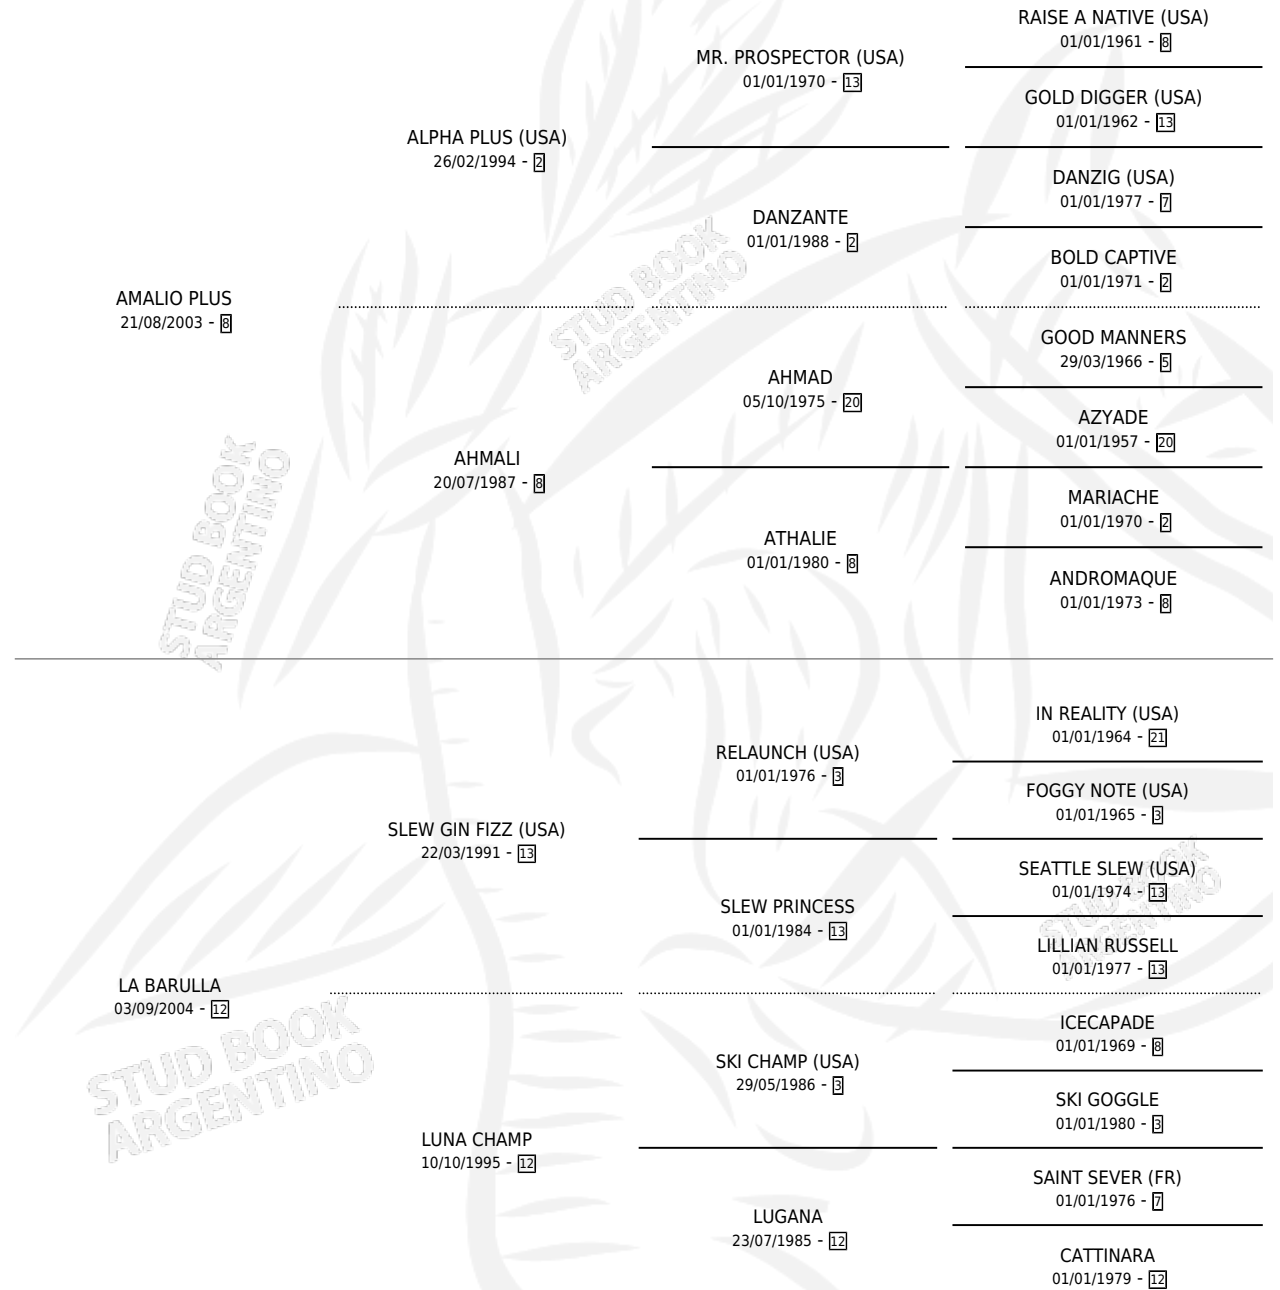 RAISE A NATIVE (USA)
01/01/1961 - 8
MR. PROSPECTOR (USA)
01/01/1970 - 13
GOLD DIGGER (USA)
01/01/1962 - 13
ALPHA PLUS (USA)
26/02/1994 - 2
DANZIG (USA)
01/01/1977 - 7
DANZANTE
01/01/1988 - 2
BOLD CAPTIVE
01/01/1971 - 2
AMALIO PLUS
21/08/2003 - 8
GOOD MANNERS
29/03/1966 - 5
AHMAD
05/10/1975 - 20
AZYADE
01/01/1957 - 20
AHMALI
20/07/1987 - 8
MARIACHE
01/01/1970 - 2
ATHALIE
01/01/1980 - 8
ANDROMAQUE
01/01/1973 - 8
STUD BOOK
ARGENTINO
STUD BOOK
ARGENTINO
IN REALITY (USA)
01/01/1964 - 21
RELAUNCH (USA)
01/01/1976 - 3
FOGGY NOTE (USA)
01/01/1965 - 3
SLEW GIN FIZZ (USA)
22/03/1991 - 13
SEATTLE SLEW (USA)
01/01/1974 - 13
SLEW PRINCESS
01/01/1984 - 13
LILLIAN RUSSELL
01/01/1977 - 13
STUD BOOK
ARGENTINO
LA BARULLA
03/09/2004 - 12
ICECAPADE
01/01/1969 - 8
SKI CHAMP (USA)
29/05/1986 - 3
SKI GOGGLE
01/01/1980 - 3
LUNA CHAMP
10/10/1995 - 12
SAINT SEVER (FR)
01/01/1976 - 7
LUGANA
23/07/1985 - 12
CATTINARA
01/01/1979 - 12
STUD BOOK
ARGENTINO